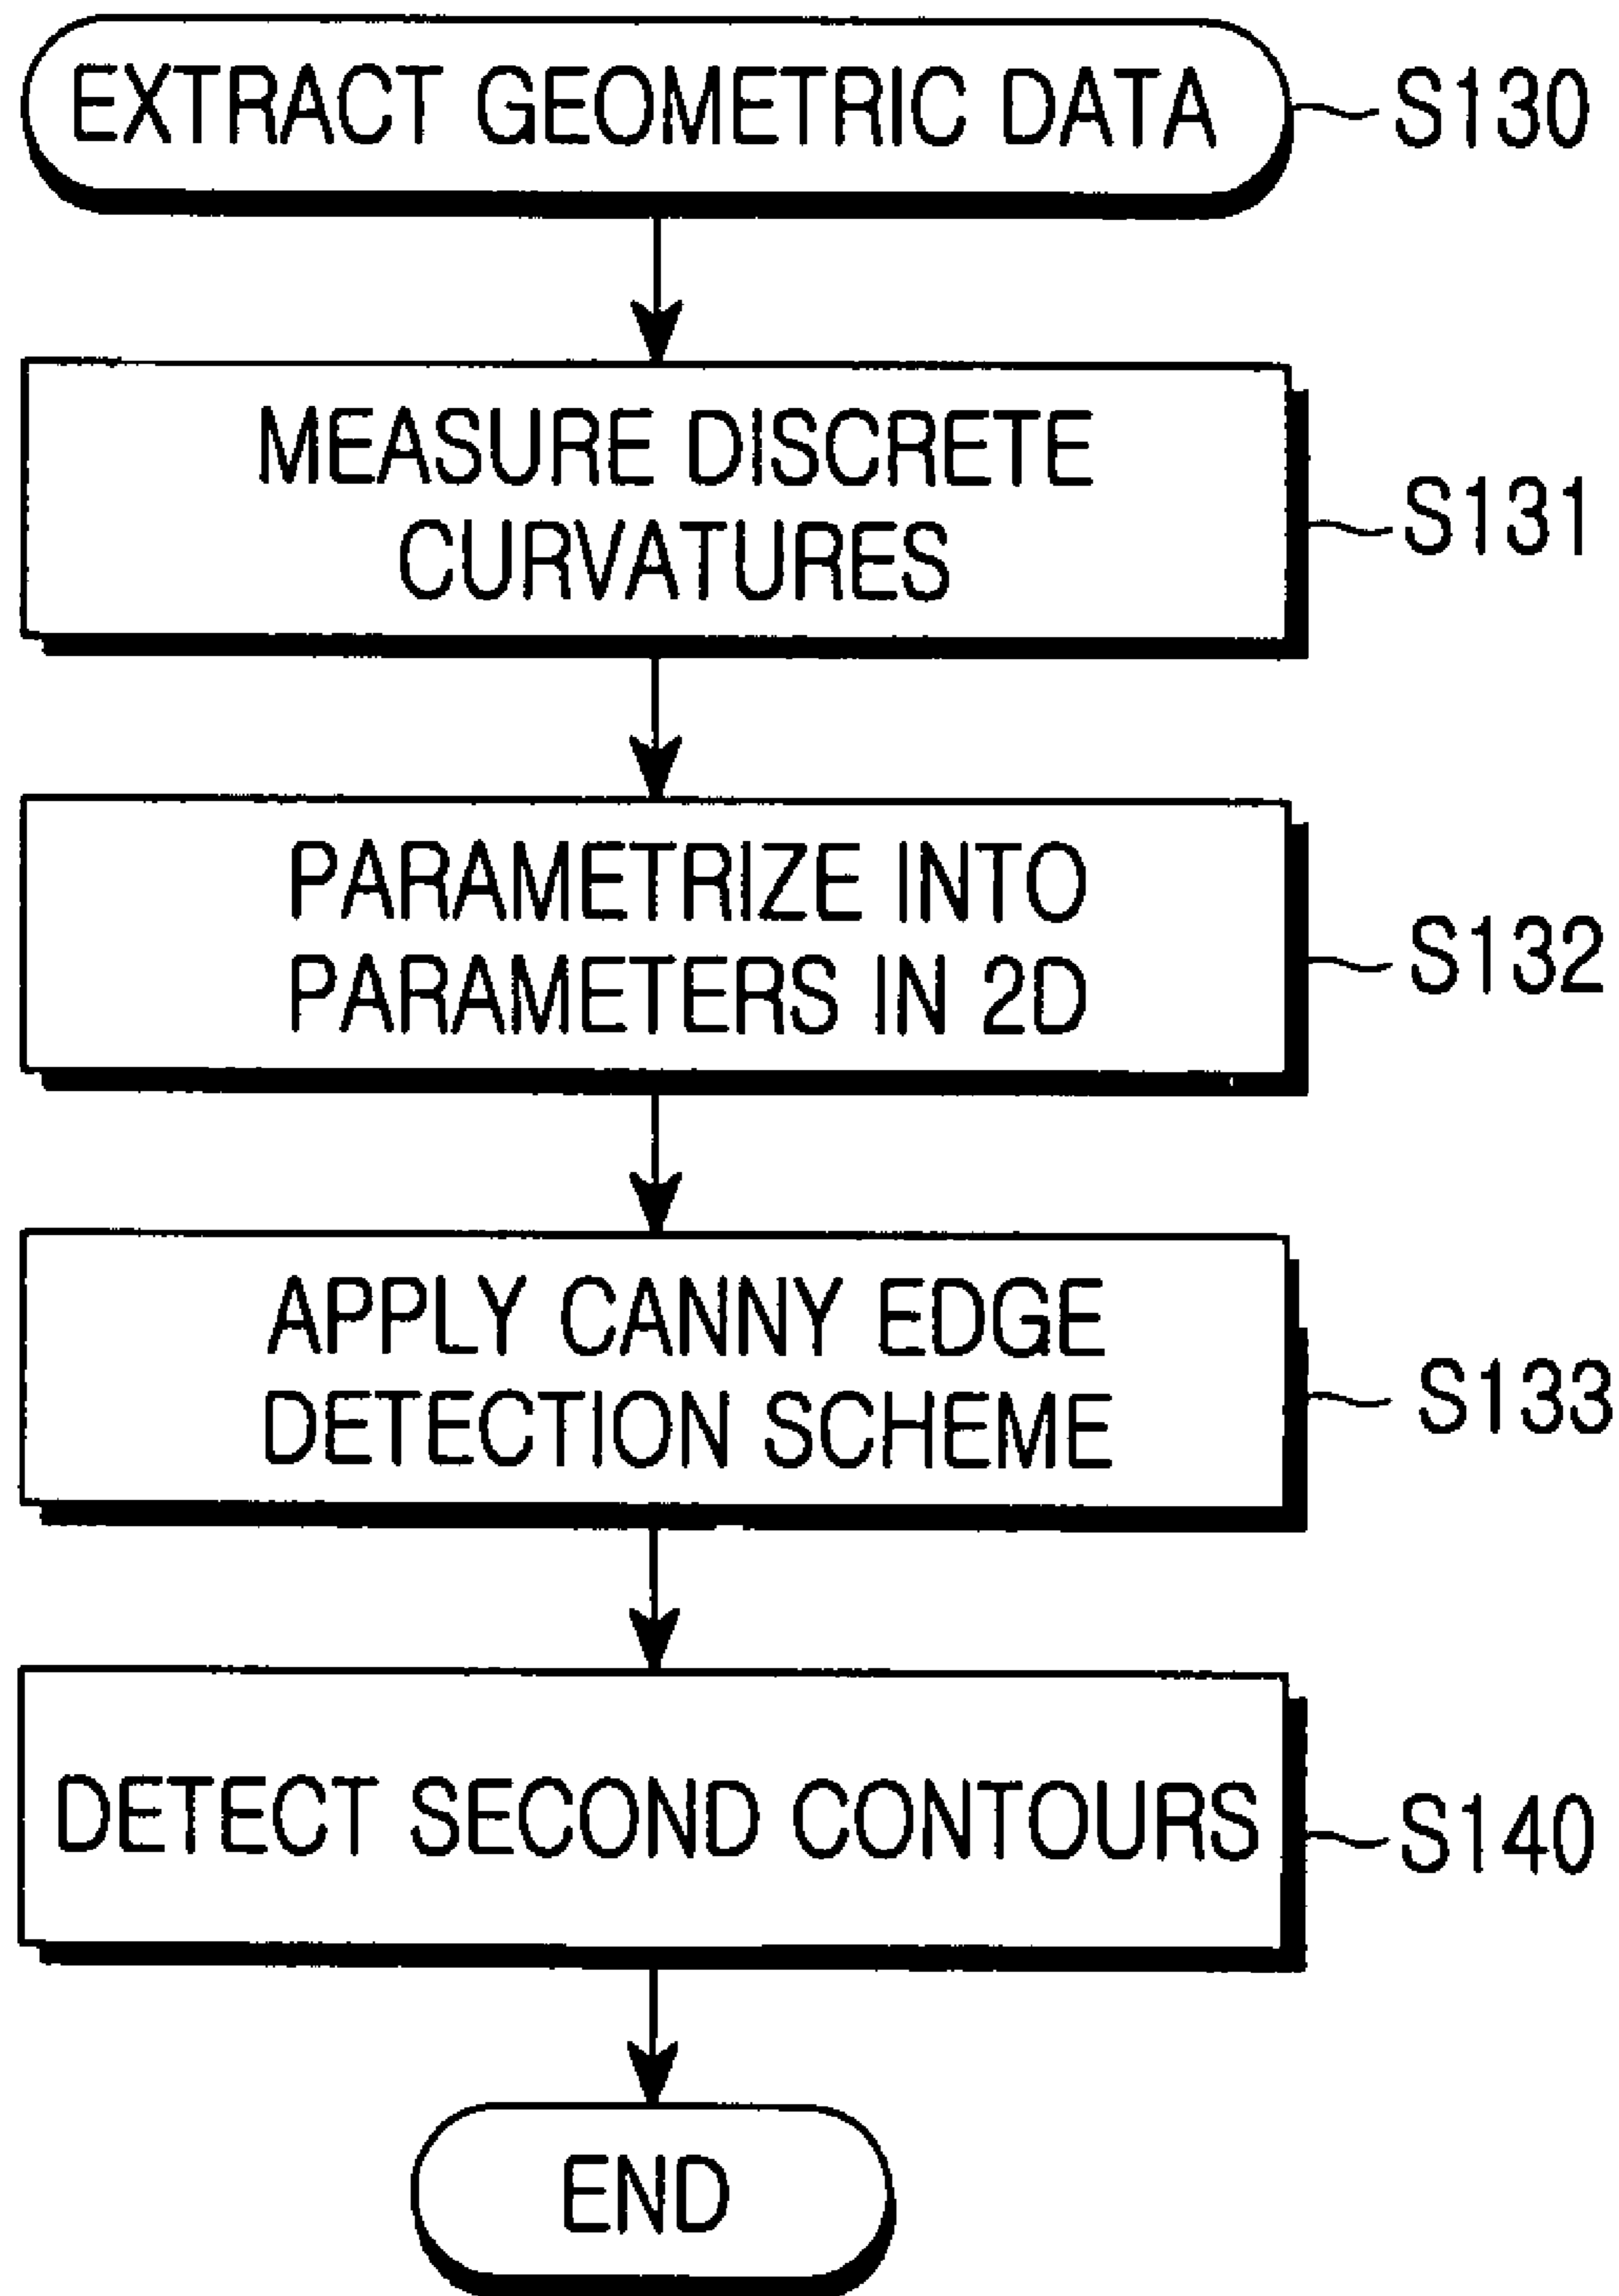 EXTRACT GEOMETRIC DATA
S130
MEASURE DISCRETE
CURVATURES
S131
PARAMETRIZE INTO
PARAMETERS IN 2D
S132
APPLY CANNY EDGE
DETECTION SCHEME
S133
DETECT SECOND CONTOURS
S140
END